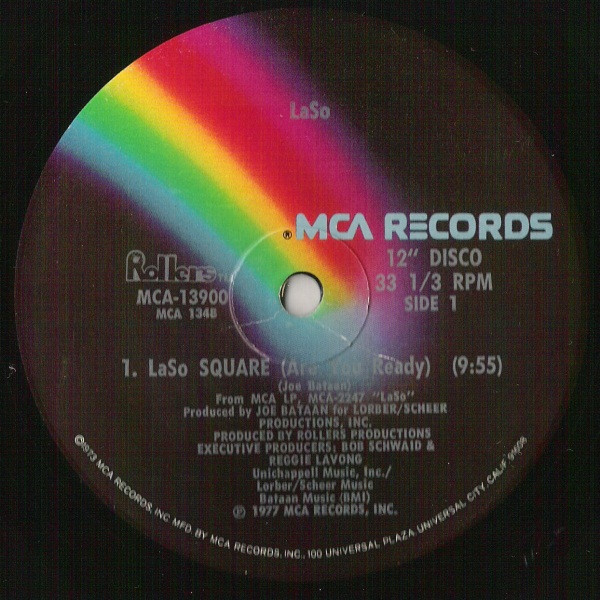 LaSo
® MCA RECORDS
Rollers TM
12" DISCO
MCA-13900
33 1/3 RPM
MCA 1348
SIDE 1
1. LaSo SQUARE (Are You Ready) (9:55)
(Joe Bataan)
From MCA LP, MCA-2247 "LaSo"
Produced by JOE BATAAN for LORBER/SCHEER
PRODUCTIONS, INC.
PRODUCED BY ROLLERS PRODUCTIONS
EXECUTIVE PRODUCERS; BOB SCHWAID &
REGGIE LAVONG
Unichappell Music, Inc./
Lorber/Scheer Music
Bataan Music (BMI)
℗ 1977 MCA RECORDS, INC.
©1973 MCA RECORDS, INC MFD. BY MCA RECORDS, INC., 100 UNIVERSAL PLAZA, UNIVERSAL CITY, CALIF. 91608